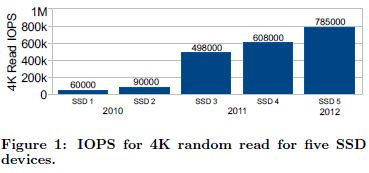 4K Read IOPS
1M
800k
600k
400k
200k
0
60000
90000
498000
608000
785000
SSD 1 SSD 2 SSD 3 SSD 4 SSD 5
2010 2011 2012
Figure 1: IOPS for 4K random read for five SSD
devices.